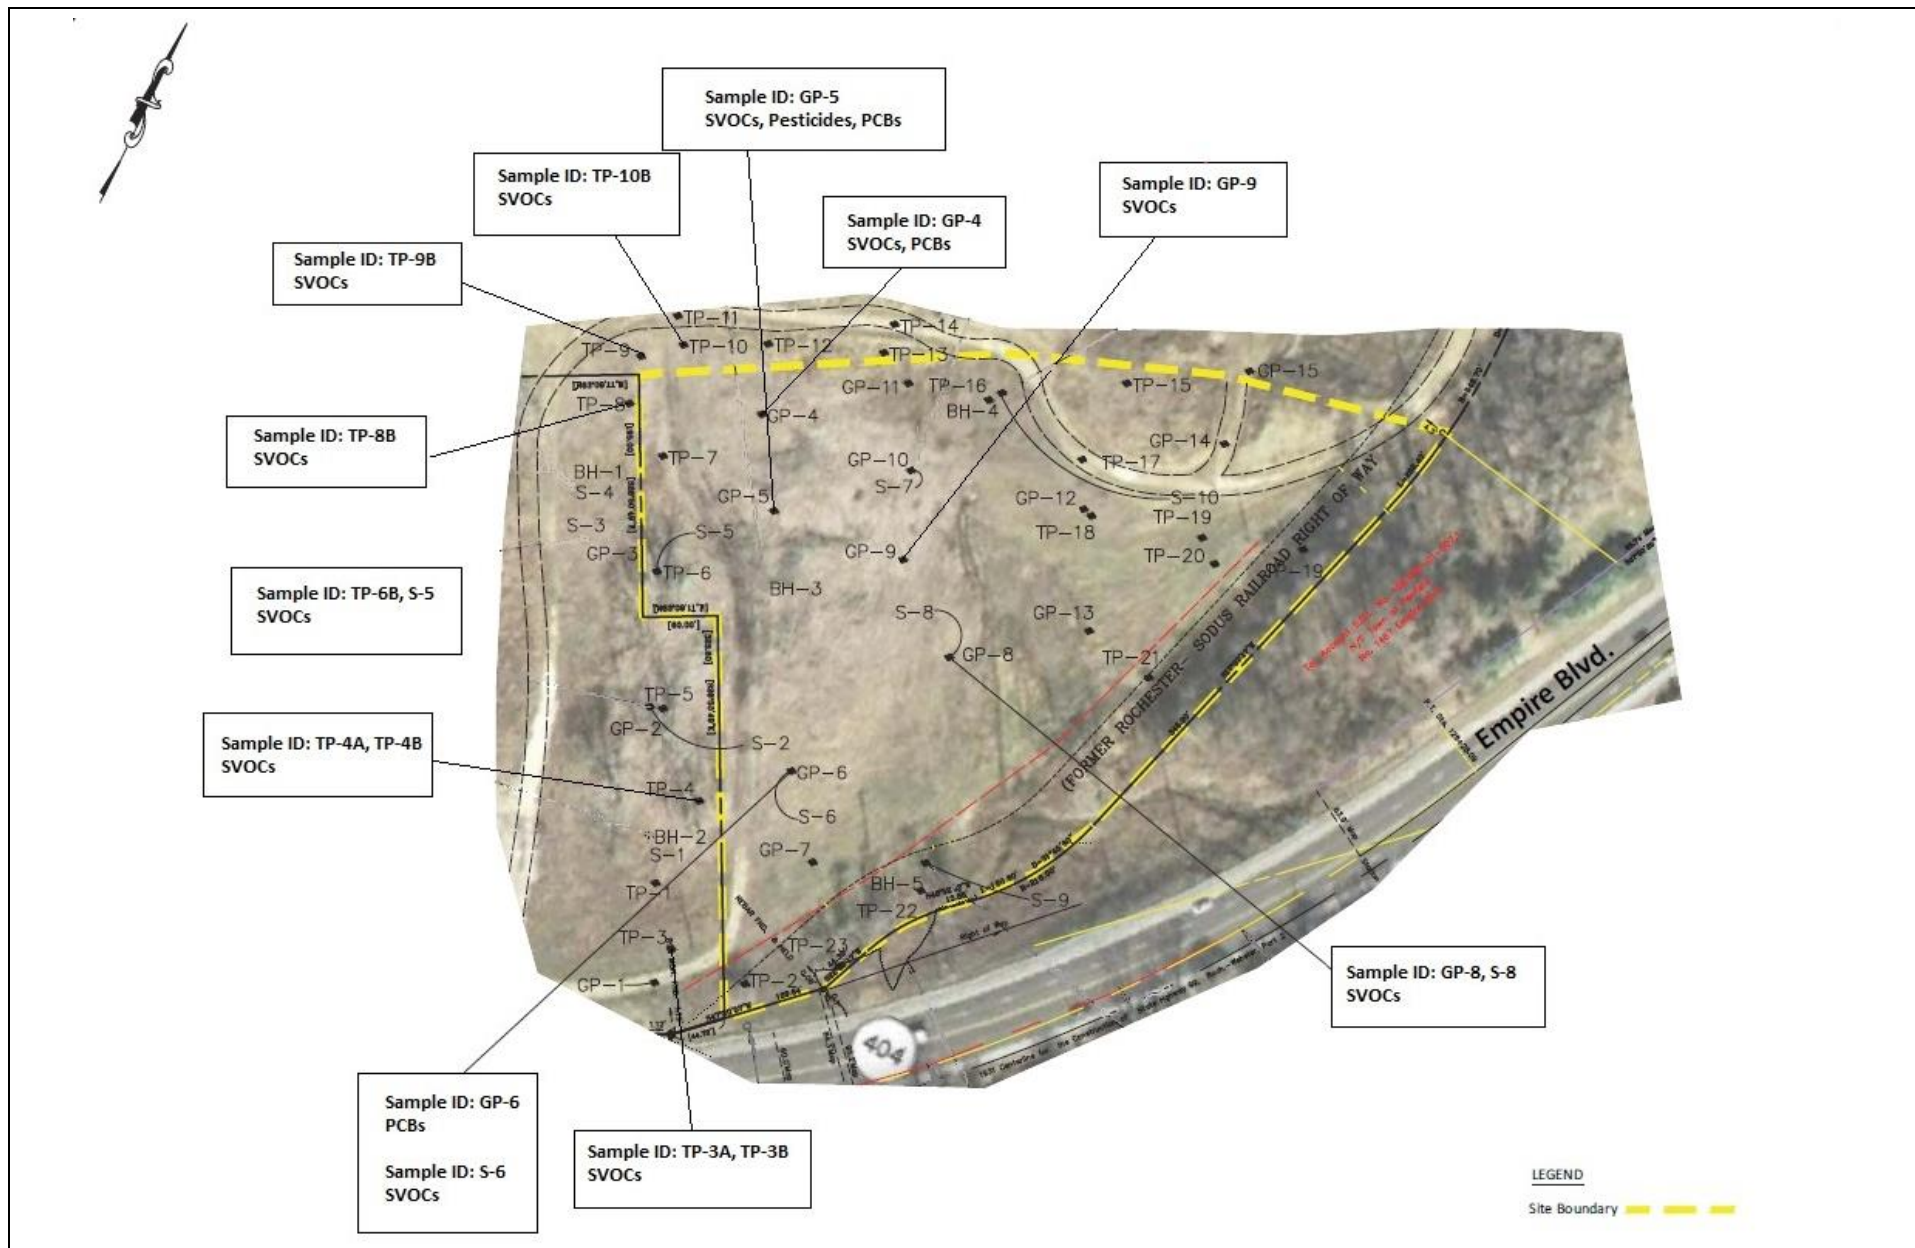 Sample ID: GP-5
SVOCs, Pesticides, PCBs
Sample ID: TP-10B
SVOCs
Sample ID: GP-9
SVOCs
Sample ID: GP-4
SVOCs, PCBs
Sample ID: TP-9B
SVOCs
Sample ID: TP-8B
SVOCs
Sample ID: TP-6B, S-5
SVOCs
Sample ID: TP-4A, TP-4B
SVOCs
TP-11
TP-14
TP-9
TP-10
TP-12
TP-13
GP-11
TP-16
TP-15
GP-15
TP-8
GP-4
BH-4
TP-7
GP-10
GP-14
TP-17
BH-1
S-4
S-7
GP-5
GP-12
S-10
S-3
S-5
TP-18
TP-19
GP-3
GP-9
TP-20
TP-6
BH-3
S-8
GP-13
GP-8
TP-21
(FORMER ROCHESTER- SODUS RAILROAD RIGHT OF WAY
TP-5
GP-2
S-2
GP-6
TP-4
S-6
BH-2
S-1
GP-7
TP-1
BH-5
S-9
TP-22
TP-3
TP-23
GP-1
TP-2
Right of Way
Empire Blvd.
404
Sample ID: GP-8, S-8
SVOCs
Sample ID: GP-6
PCBs
Sample ID: S-6
SVOCs
Sample ID: TP-3A, TP-3B
SVOCs
LEGEND
Site Boundary